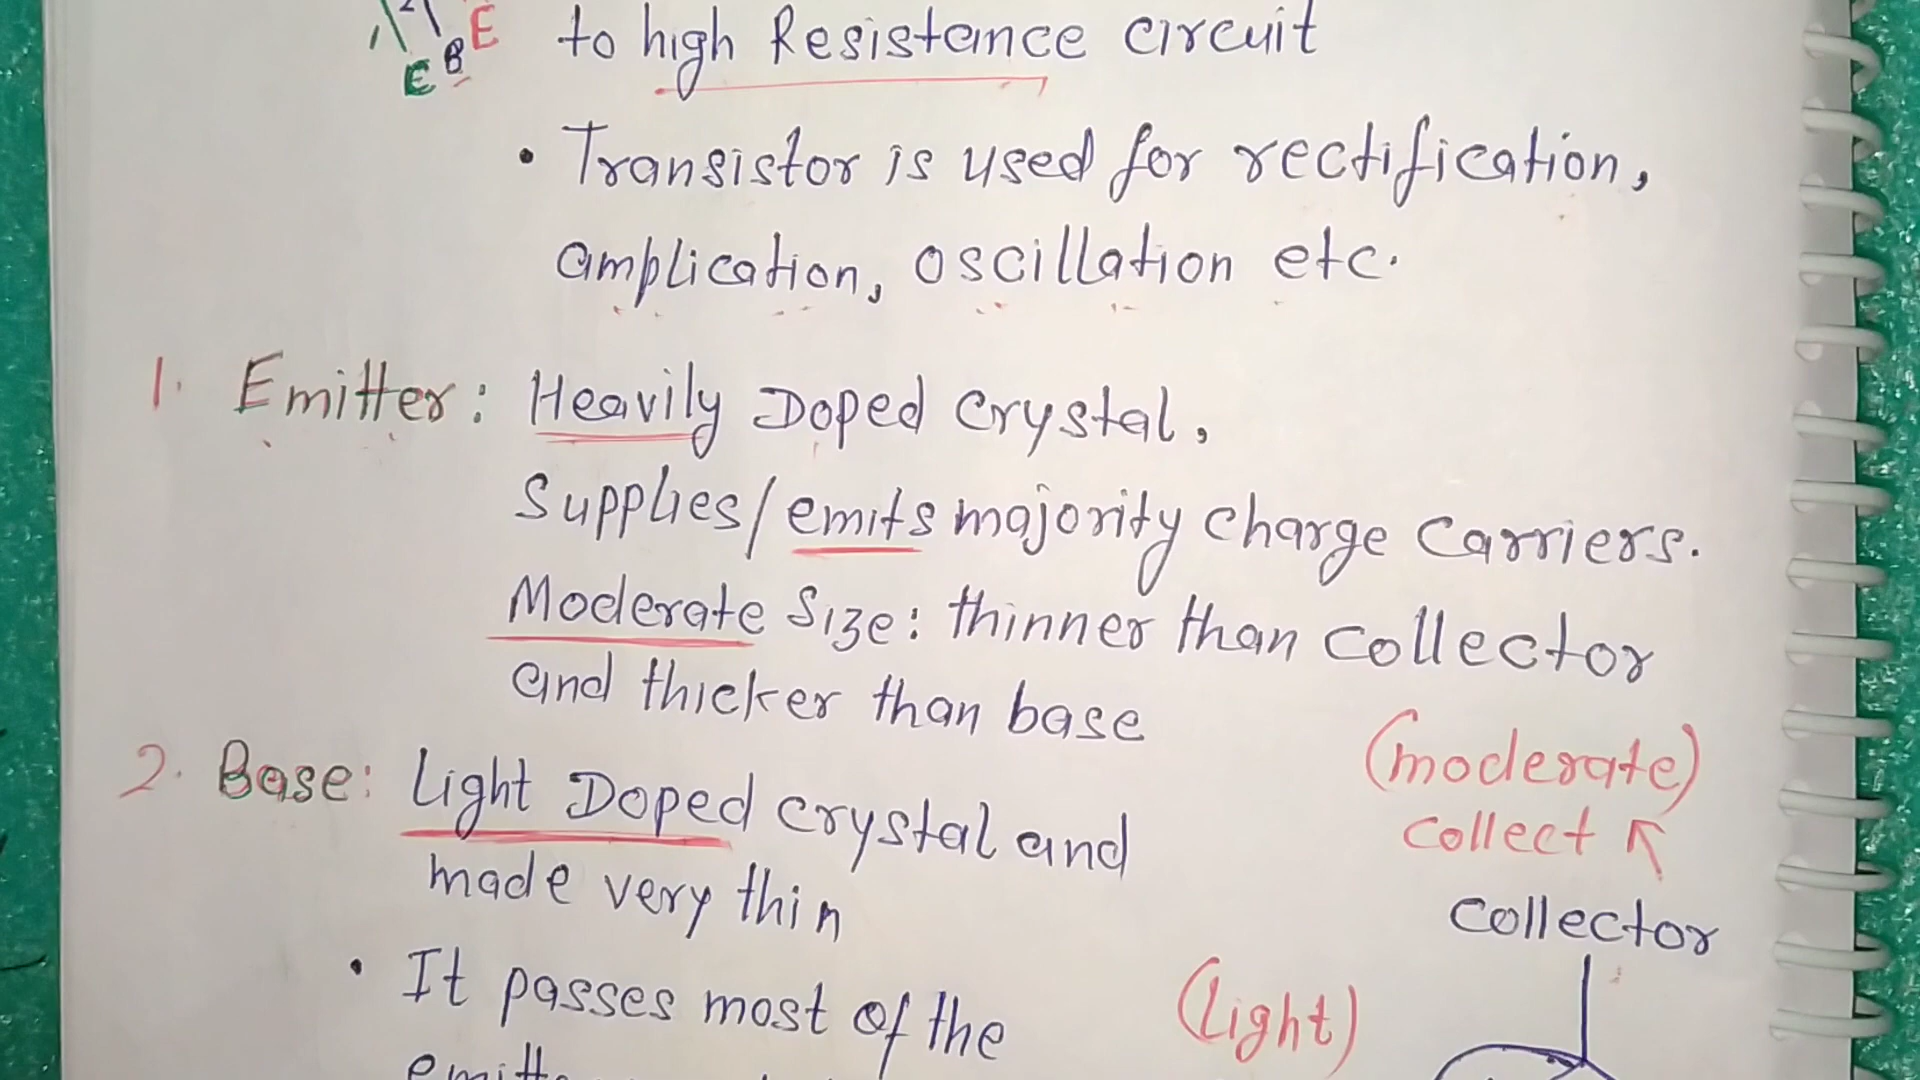 E
E B
to high Resistance circuit
• Transistor is used for rectification,
amplication, oscillation etc.
1. Emitter: Heavily Doped crystal,
Supplies/emits majority charge carriers.
Moderate Size: thinner than collector
and thicker than base
2. Base: Light Doped crystal and
made very thin
(moderate)
collect
collector
• It passes most of the
(Light)